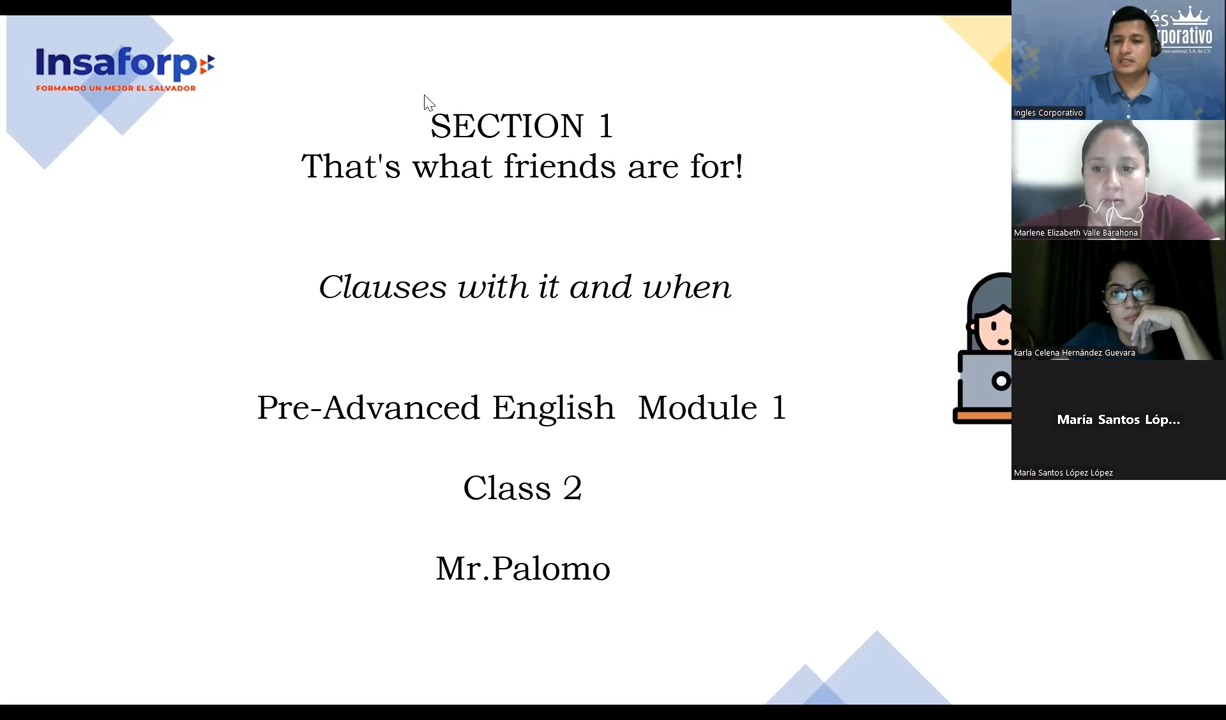 Insaforp
FORMANDO UN MEJOR EL SALVADOR
SECTION 1
That's what friends are for!
Clauses with it and when
Pre-Advanced English Module 1
Class 2
Mr.Palomo
Ingles Corporativo
Marlene Elizabeth Valle Barahona
karla Celena Hernández Guevara
María Santos Lóp...
María Santos López López